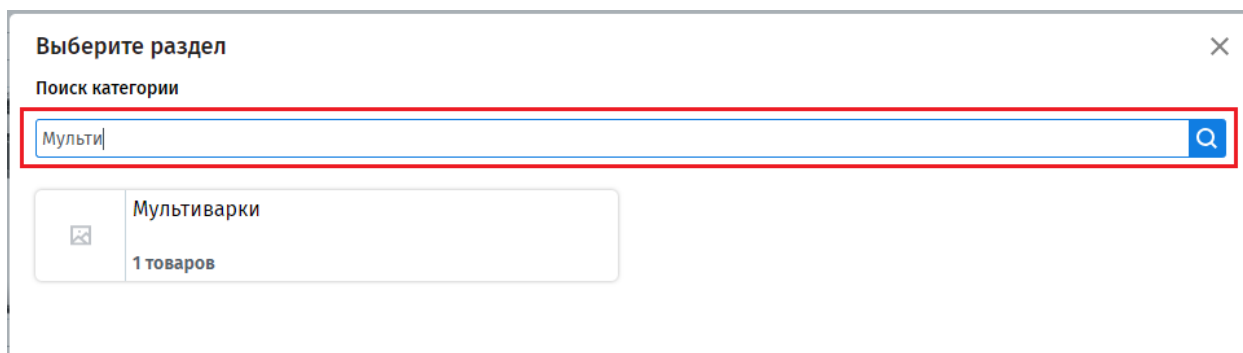 Выберите раздел
Поиск категории
Мульти
Мультиварки
1 товаров